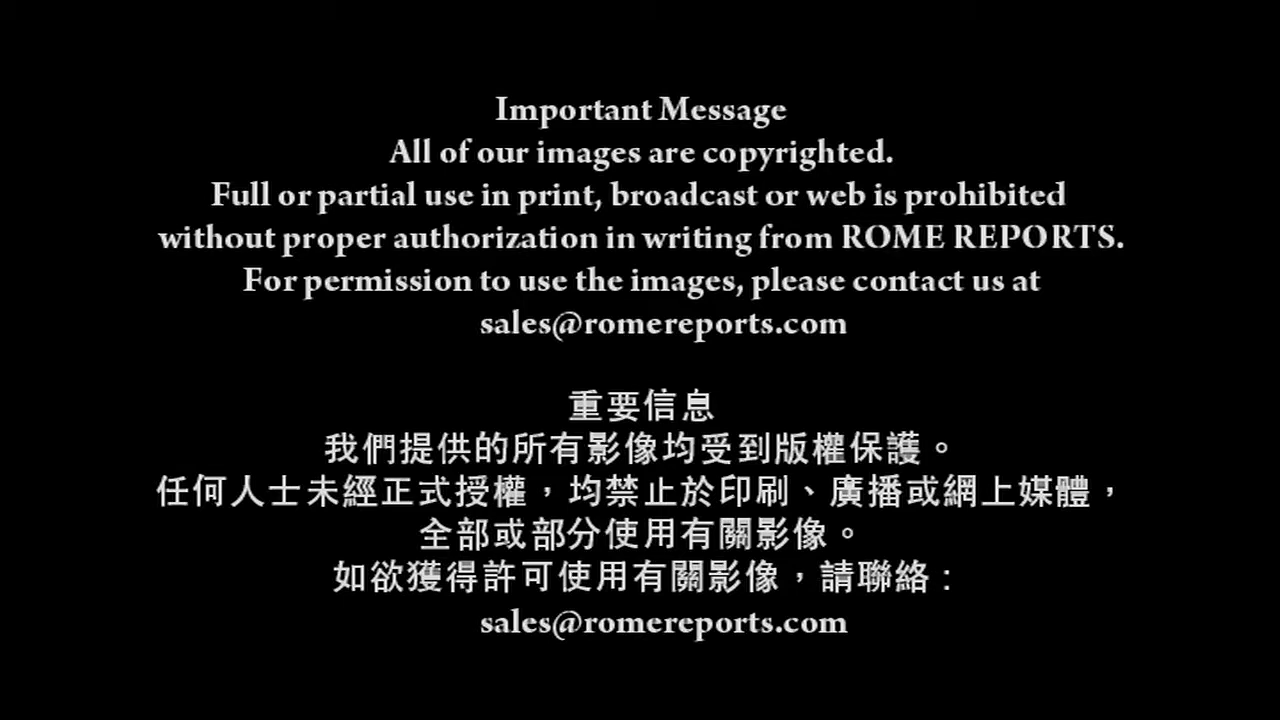 Important Message
All of our images are copyrighted.
Full or partial use in print, broadcast or web is prohibited
without proper authorization in writing from ROME REPORTS.
For permission to use the images, please contact us at
sales@romereports.com
重要信息
我們提供的所有影像均受到版權保護。
任何人士未經正式授權，均禁止於印刷、廣播或網上媒體，
全部或部分使用有關影像。
如欲獲得許可使用有關影像，請聯絡：
sales@romereports.com